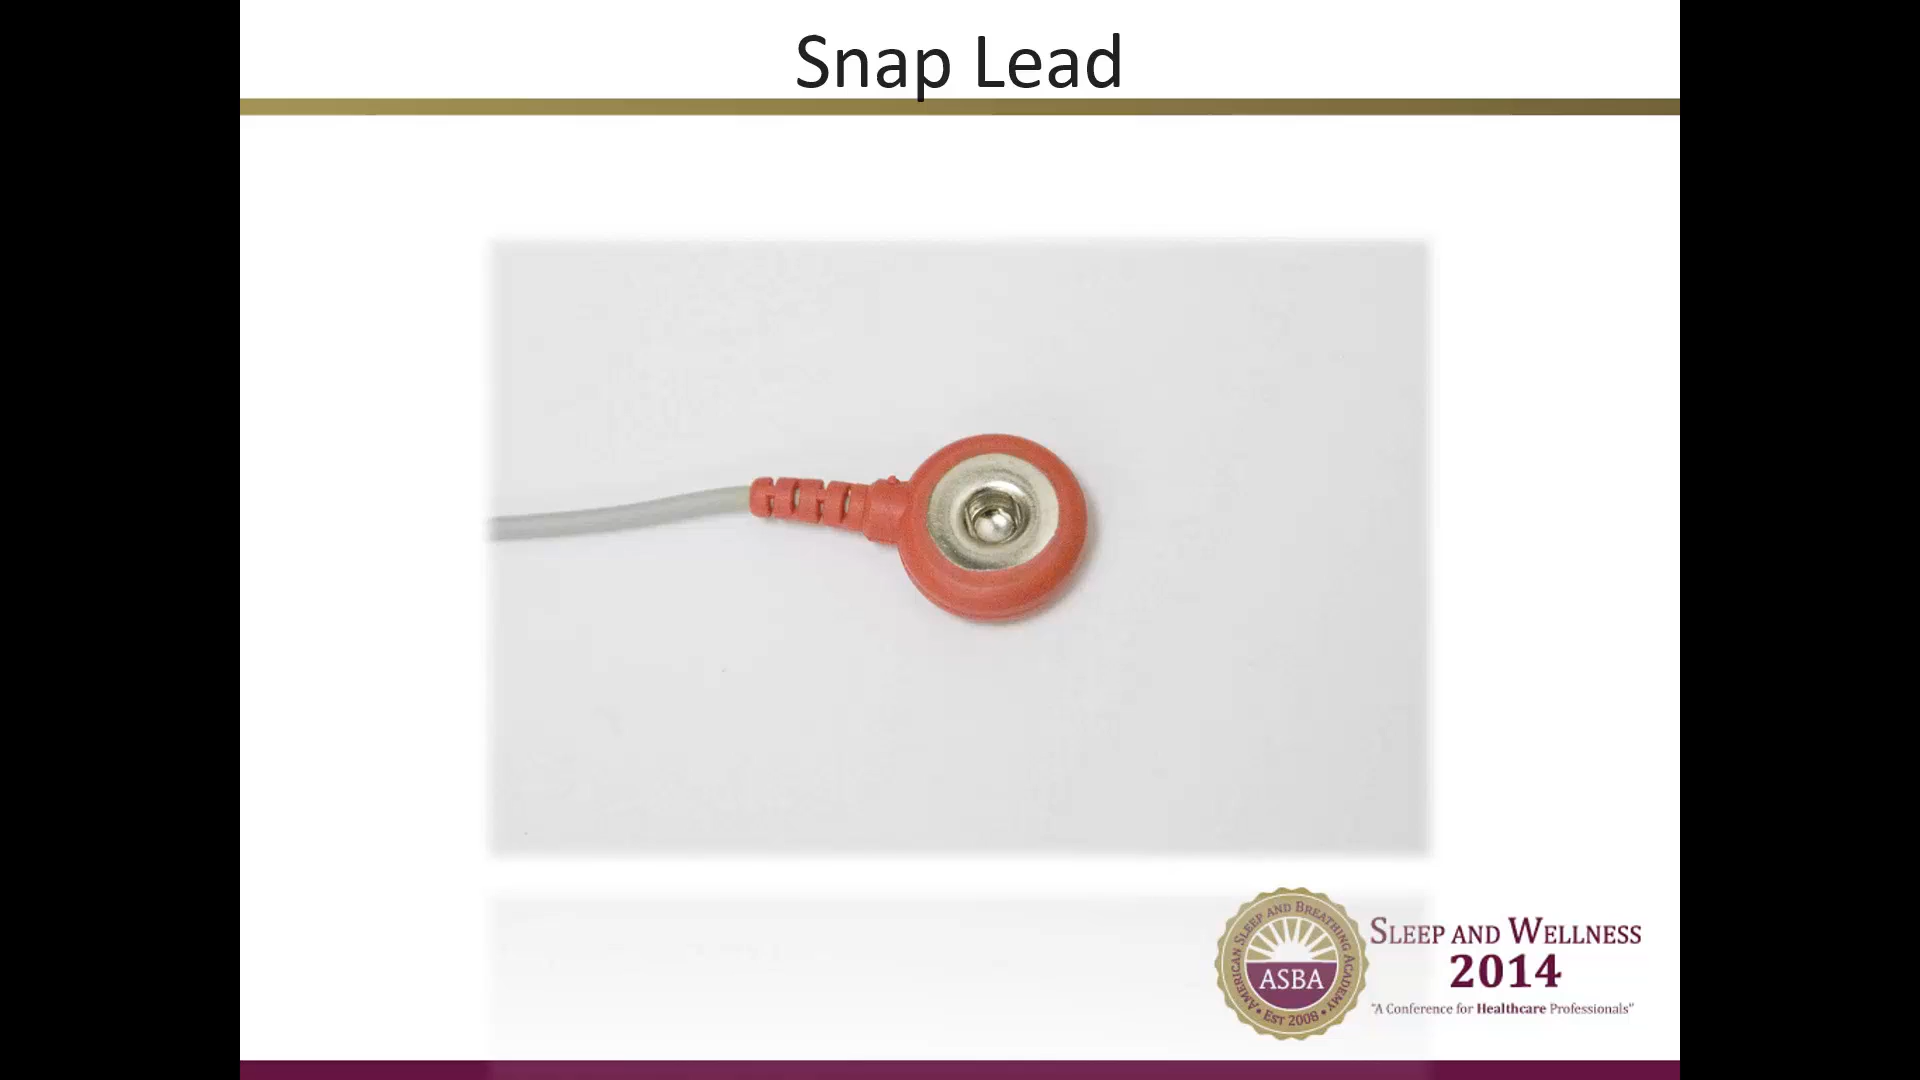 Snap Lead
AMERICAN SLEEP AND BREATHING ACADEMY
ASBA
• EST 2008 •
SLEEP AND WELLNESS
2014
"A Conference for Healthcare Professionals"